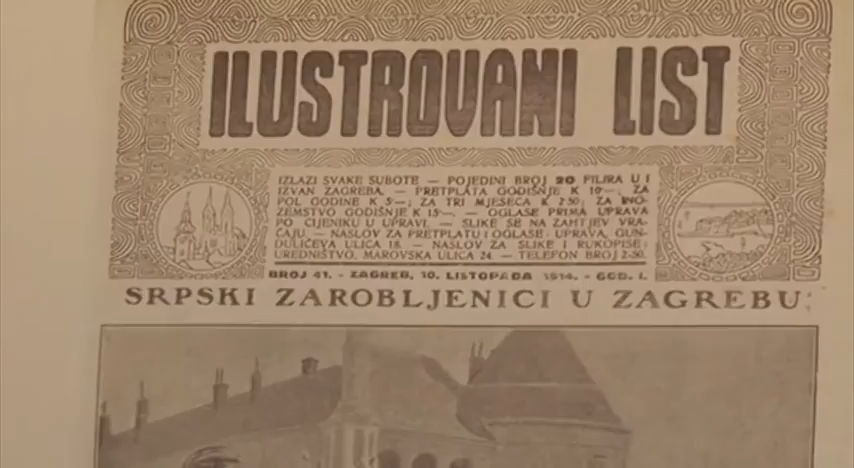 ILUSTROVANI LIST
IZLAZI SVAKE SUBOTE — POJEDINI BROJ 20 FILIRA U I
IZVAN ZAGREBA. — PRETPLATA GODIŠNJE K 10—; ZA
POL GODINE K 5—; ZA TRI MJESECA K 2·50; ZA INO-
ZEMSTVO GODIŠNJE K 15—. — OGLASE PRIMA UPRAVA
PO CIJENIKU U UPRAVI. — SLIKE SE NA ZAHTJEV VRA-
ĆAJU. — NASLOV ZA PRETPLATU I OGLASE: UPRAVA, GUN-
DULIĆEVA ULICA 18. — NASLOV ZA SLIKE I RUKOPISE:
UREDNIŠTVO, MAROVSKA ULICA 24. — TELEFON BROJ 2-50.
BROJ 41. - ZAGREB, 10. LISTOPADA 1914. - GOD. I.
SRPSKI ZAROBLJENICI U ZAGREBU: